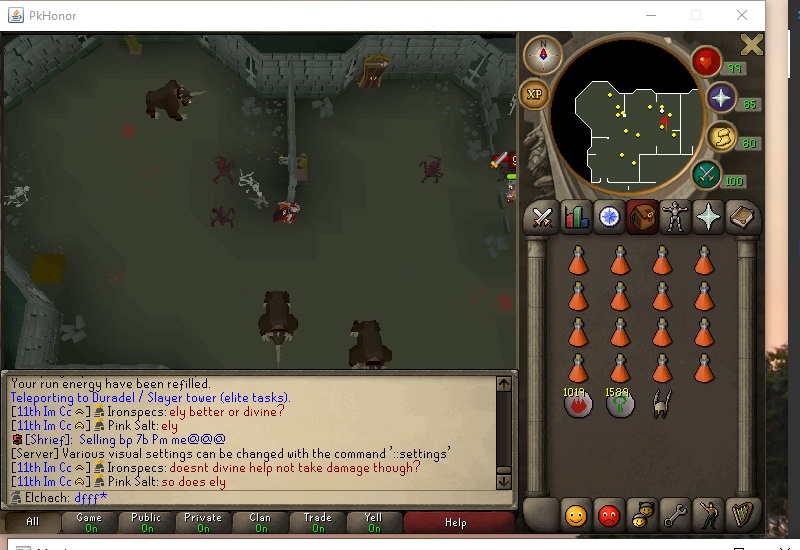 PkHonor
N
XP
99
85
80
100
1019
1589
Your run energy have been refilled.
Teleporting to Duradel / Slayer tower (elite tasks).
[11th Im Cc] Ironspecs: ely better or divine?
[11th Im Cc] Pink Salt: ely
[Shrief]: Selling bp 7b Pm me@@@
[Server] Various visual settings can be changed with the command '::settings'
[11th Im Cc] Ironspecs: doesnt divine help not take damage though?
[11th Im Cc] Pink Salt: so does ely
Elchach: dfff*
All
Game On
Public On
Private On
Clan On
Trade On
Yell On
Help